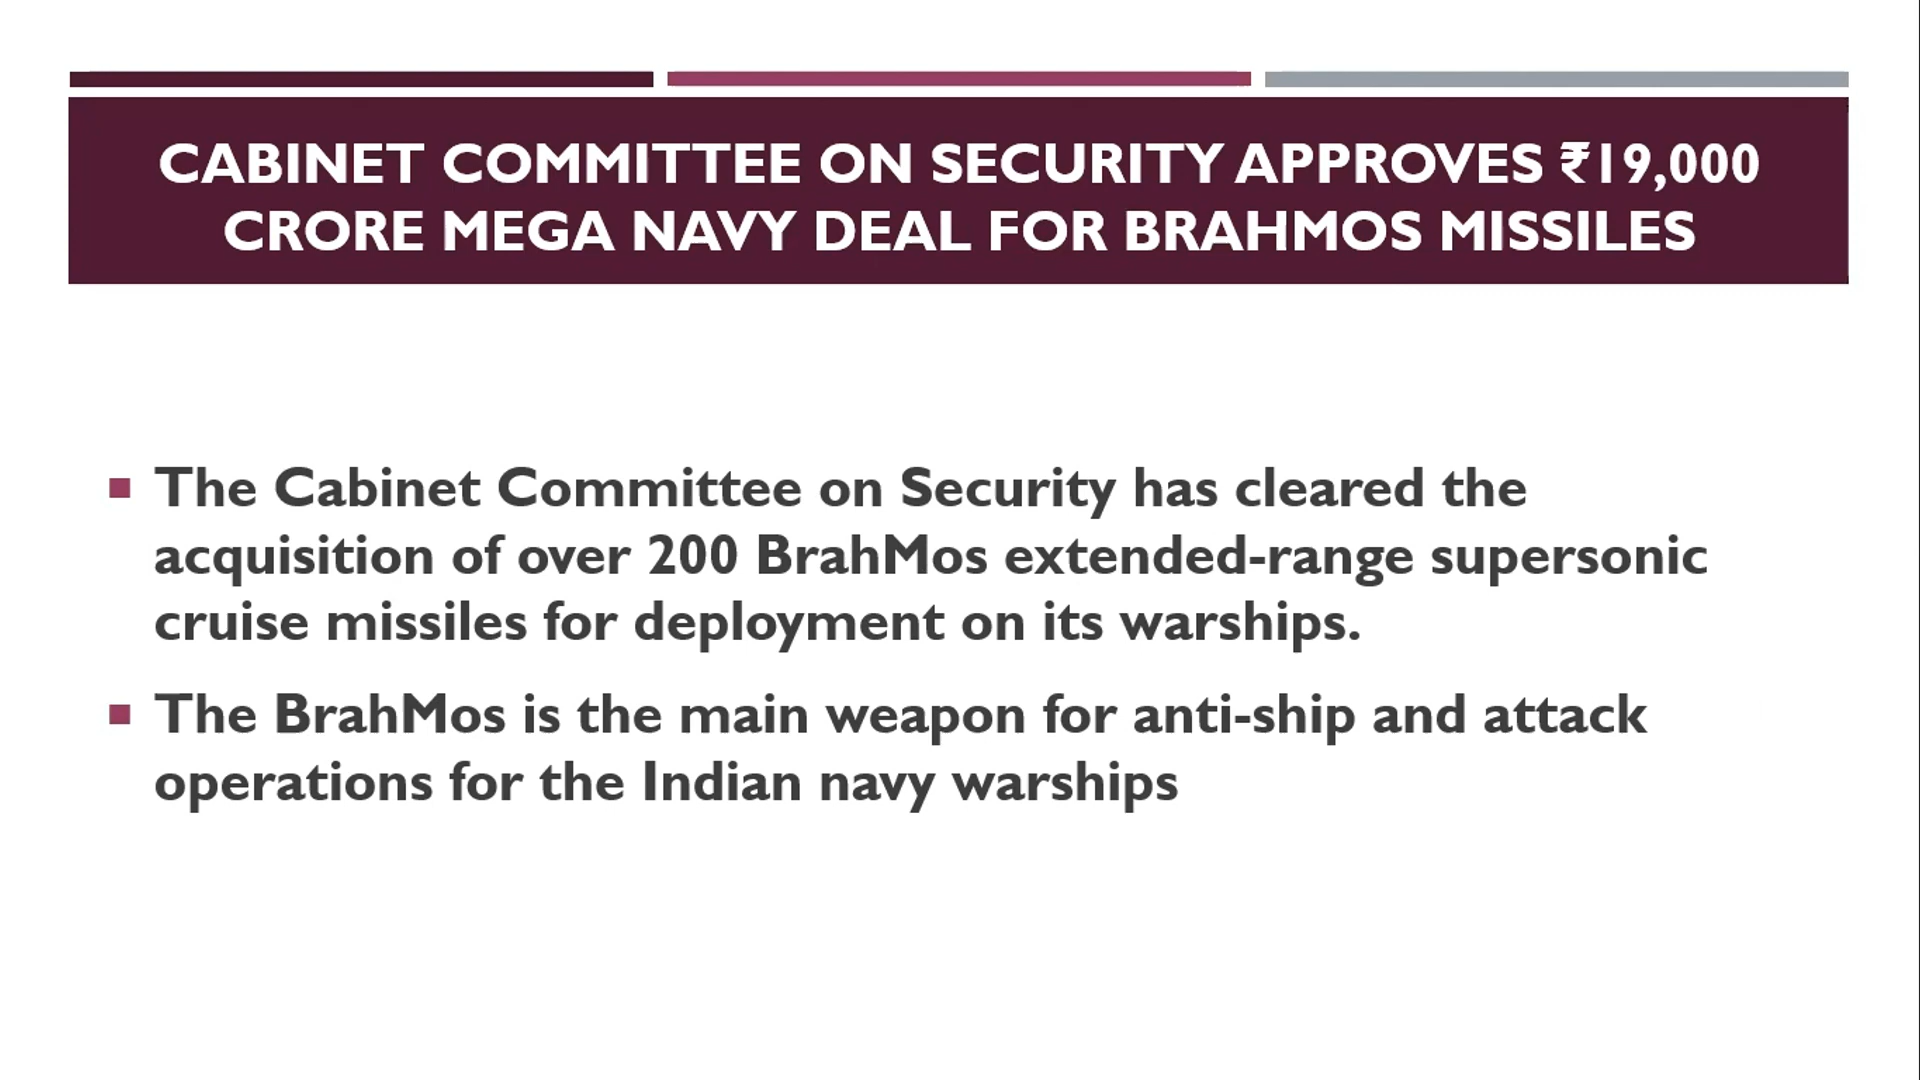 CABINET COMMITTEE ON SECURITY APPROVES ₹19,000
CRORE MEGA NAVY DEAL FOR BRAHMOS MISSILES
The Cabinet Committee on Security has cleared the
acquisition of over 200 BrahMos extended-range supersonic
cruise missiles for deployment on its warships.
The BrahMos is the main weapon for anti-ship and attack
operations for the Indian navy warships